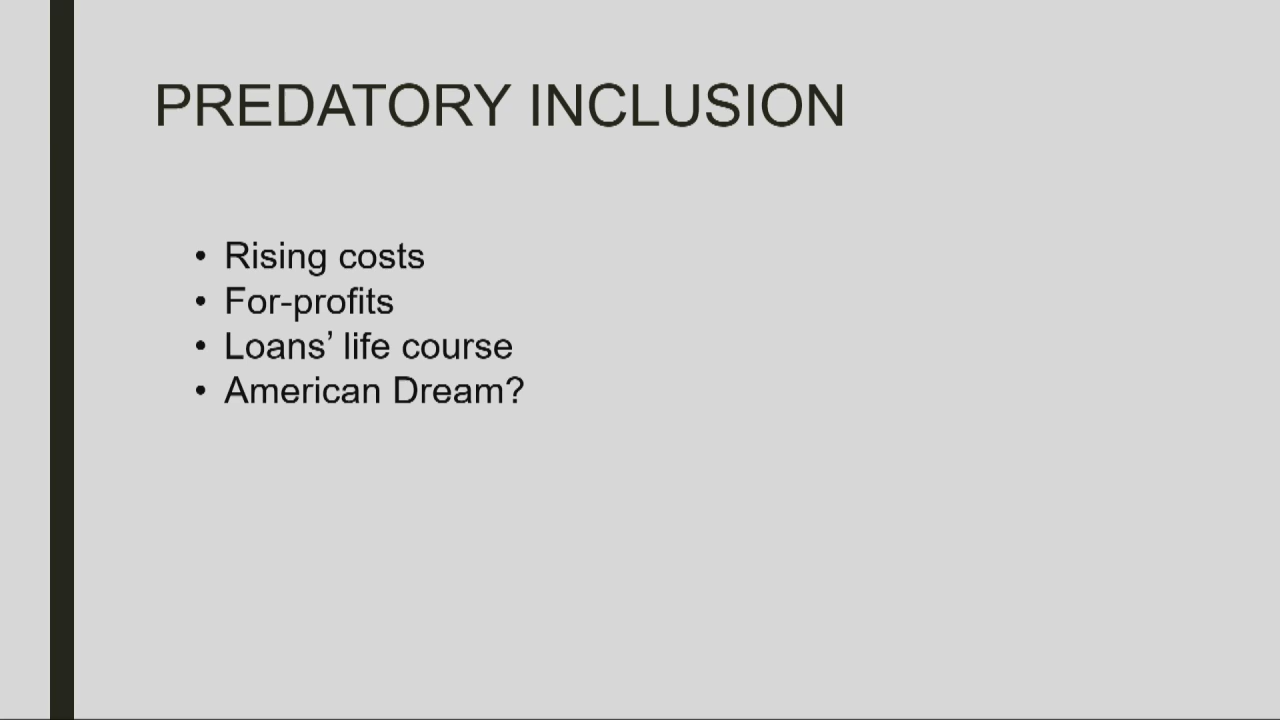 PREDATORY INCLUSION
• Rising costs
• For-profits
• Loans’ life course
• American Dream?